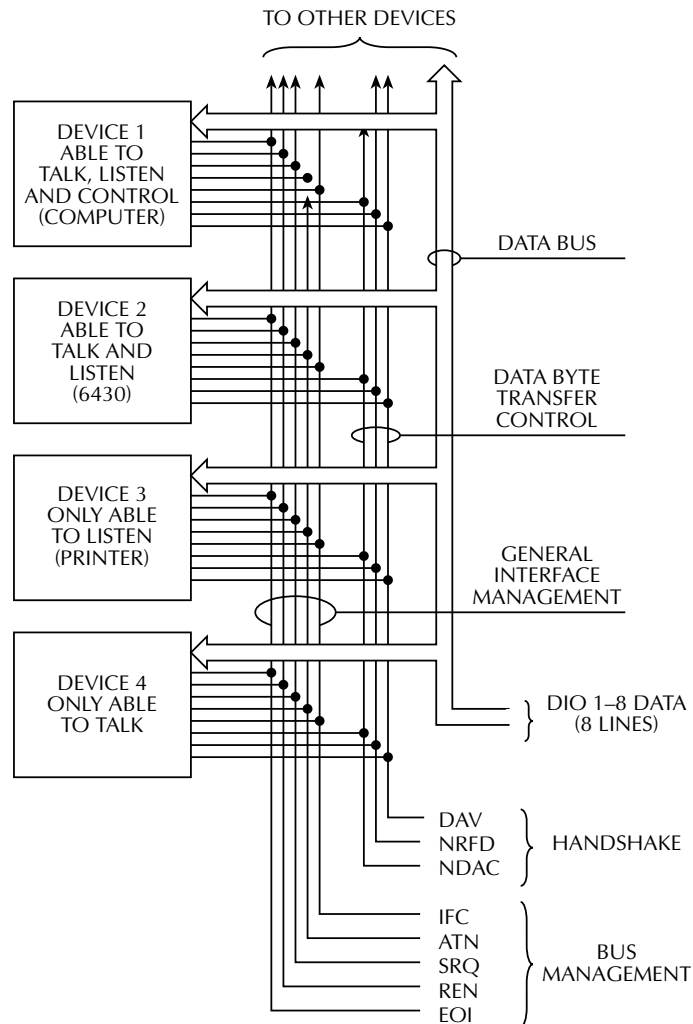 TO OTHER DEVICES
DEVICE 1
ABLE TO
TALK, LISTEN
AND CONTROL
(COMPUTER)
DATA BUS
DEVICE 2
ABLE TO
TALK AND
LISTEN
(6430)
DATA BYTE
TRANSFER
CONTROL
DEVICE 3
ONLY ABLE
TO LISTEN
(PRINTER)
GENERAL
INTERFACE
MANAGEMENT
DEVICE 4
ONLY ABLE
TO TALK
DIO 1–8 DATA
(8 LINES)
DAV
NRFD
NDAC
HANDSHAKE
IFC
ATN
SRQ
REN
EOI
BUS
MANAGEMENT